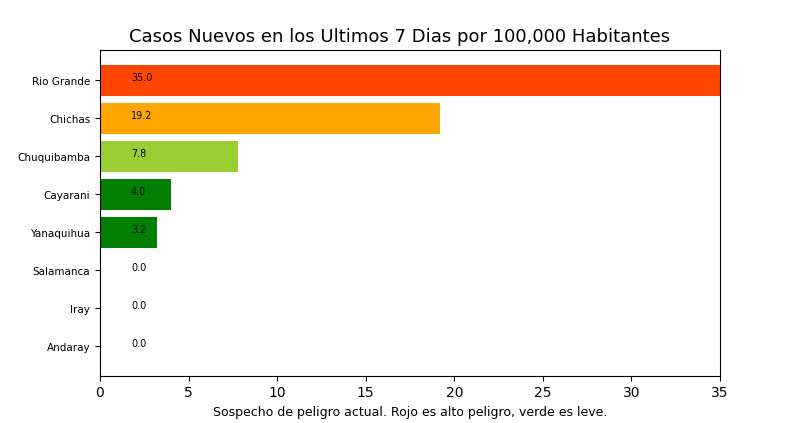 Casos Nuevos en los Ultimos 7 Dias por 100,000 Habitantes
Rio Grande 35.0
Chichas 19.2
Chuquibamba 7.8
Cayarani 4.0
Yanaquihua 3.2
Salamanca 0.0
Iray 0.0
Andaray 0.0
0 5 10 15 20 25 30 35
Sospecho de peligro actual. Rojo es alto peligro, verde es leve.